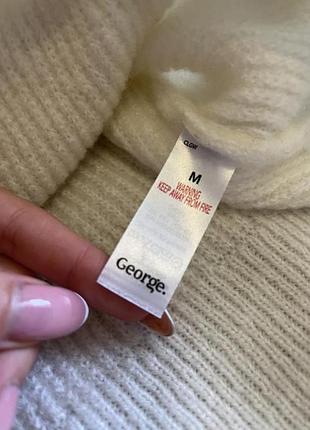 M
WARNING
KEEP AWAY FROM FIRE
George.